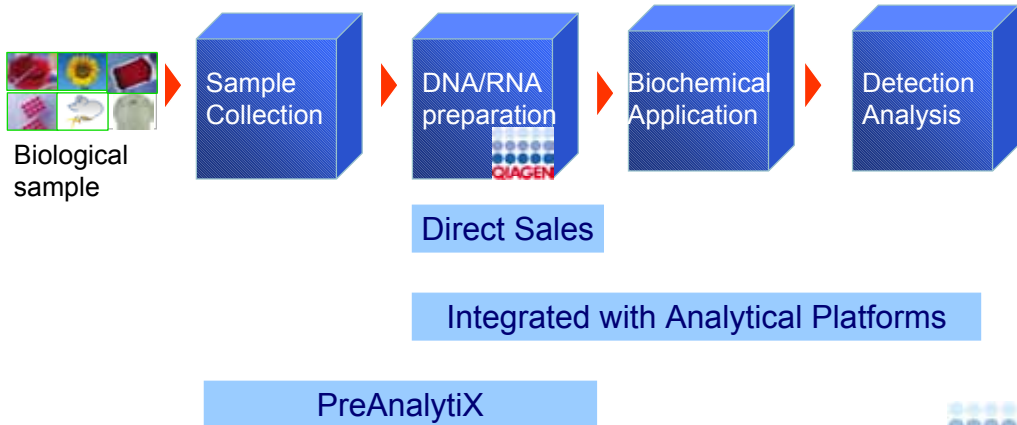 Sample
Collection
DNA/RNA
preparation
Biochemical
Application
Detection
Analysis
QIAGEN
Biological
sample
Direct Sales
Integrated with Analytical Platforms
PreAnalytiX